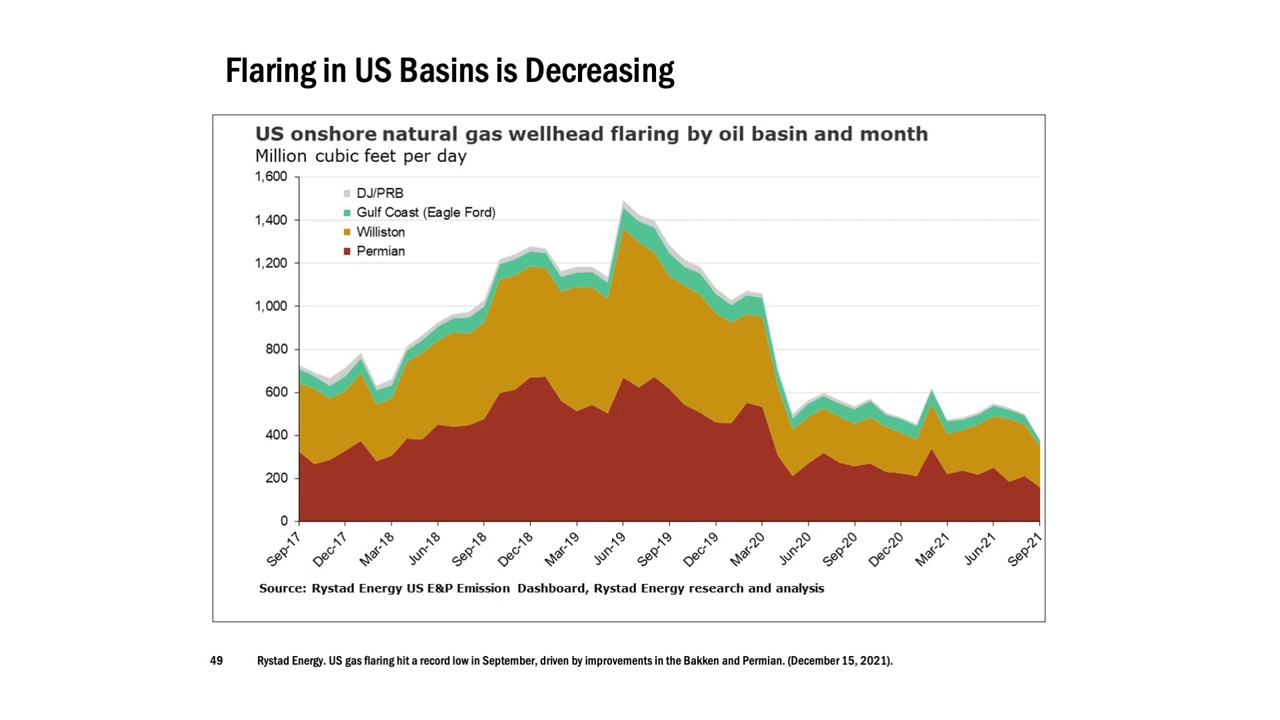 Flaring in US Basins is Decreasing
US onshore natural gas wellhead flaring by oil basin and month
Million cubic feet per day
1,600
1,400
1,200
1,000
800
600
400
200
0
DJ/PRB
Gulf Coast (Eagle Ford)
Williston
Permian
Sep-17
Dec-17
Mar-18
Jun-18
Sep-18
Dec-18
Mar-19
Jun-19
Sep-19
Dec-19
Mar-20
Jun-20
Sep-20
Dec-20
Mar-21
Jun-21
Sep-21
Source: Rystad Energy US E&P Emission Dashboard, Rystad Energy research and analysis
49 Rystad Energy. US gas flaring hit a record low in September, driven by improvements in the Bakken and Permian. (December 15, 2021).